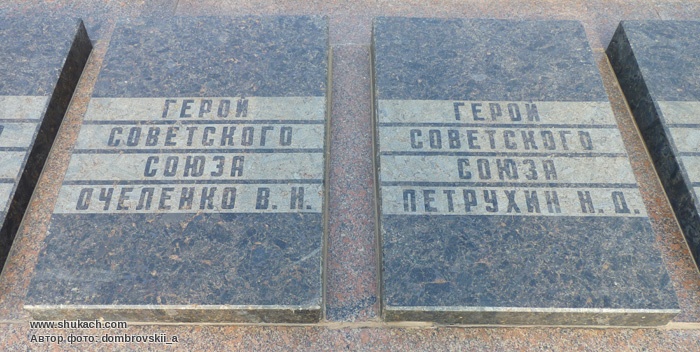 ГЕРОЙ
СОВЕТСКОГО
СОЮЗА
ОЧЕЛЕНКО В. Н.
ГЕРОЙ
СОВЕТСКОГО
СОЮЗА
ПЕТРУХИН Н. Д.
www.shukach.com
Автор фото: dombrovskii_a